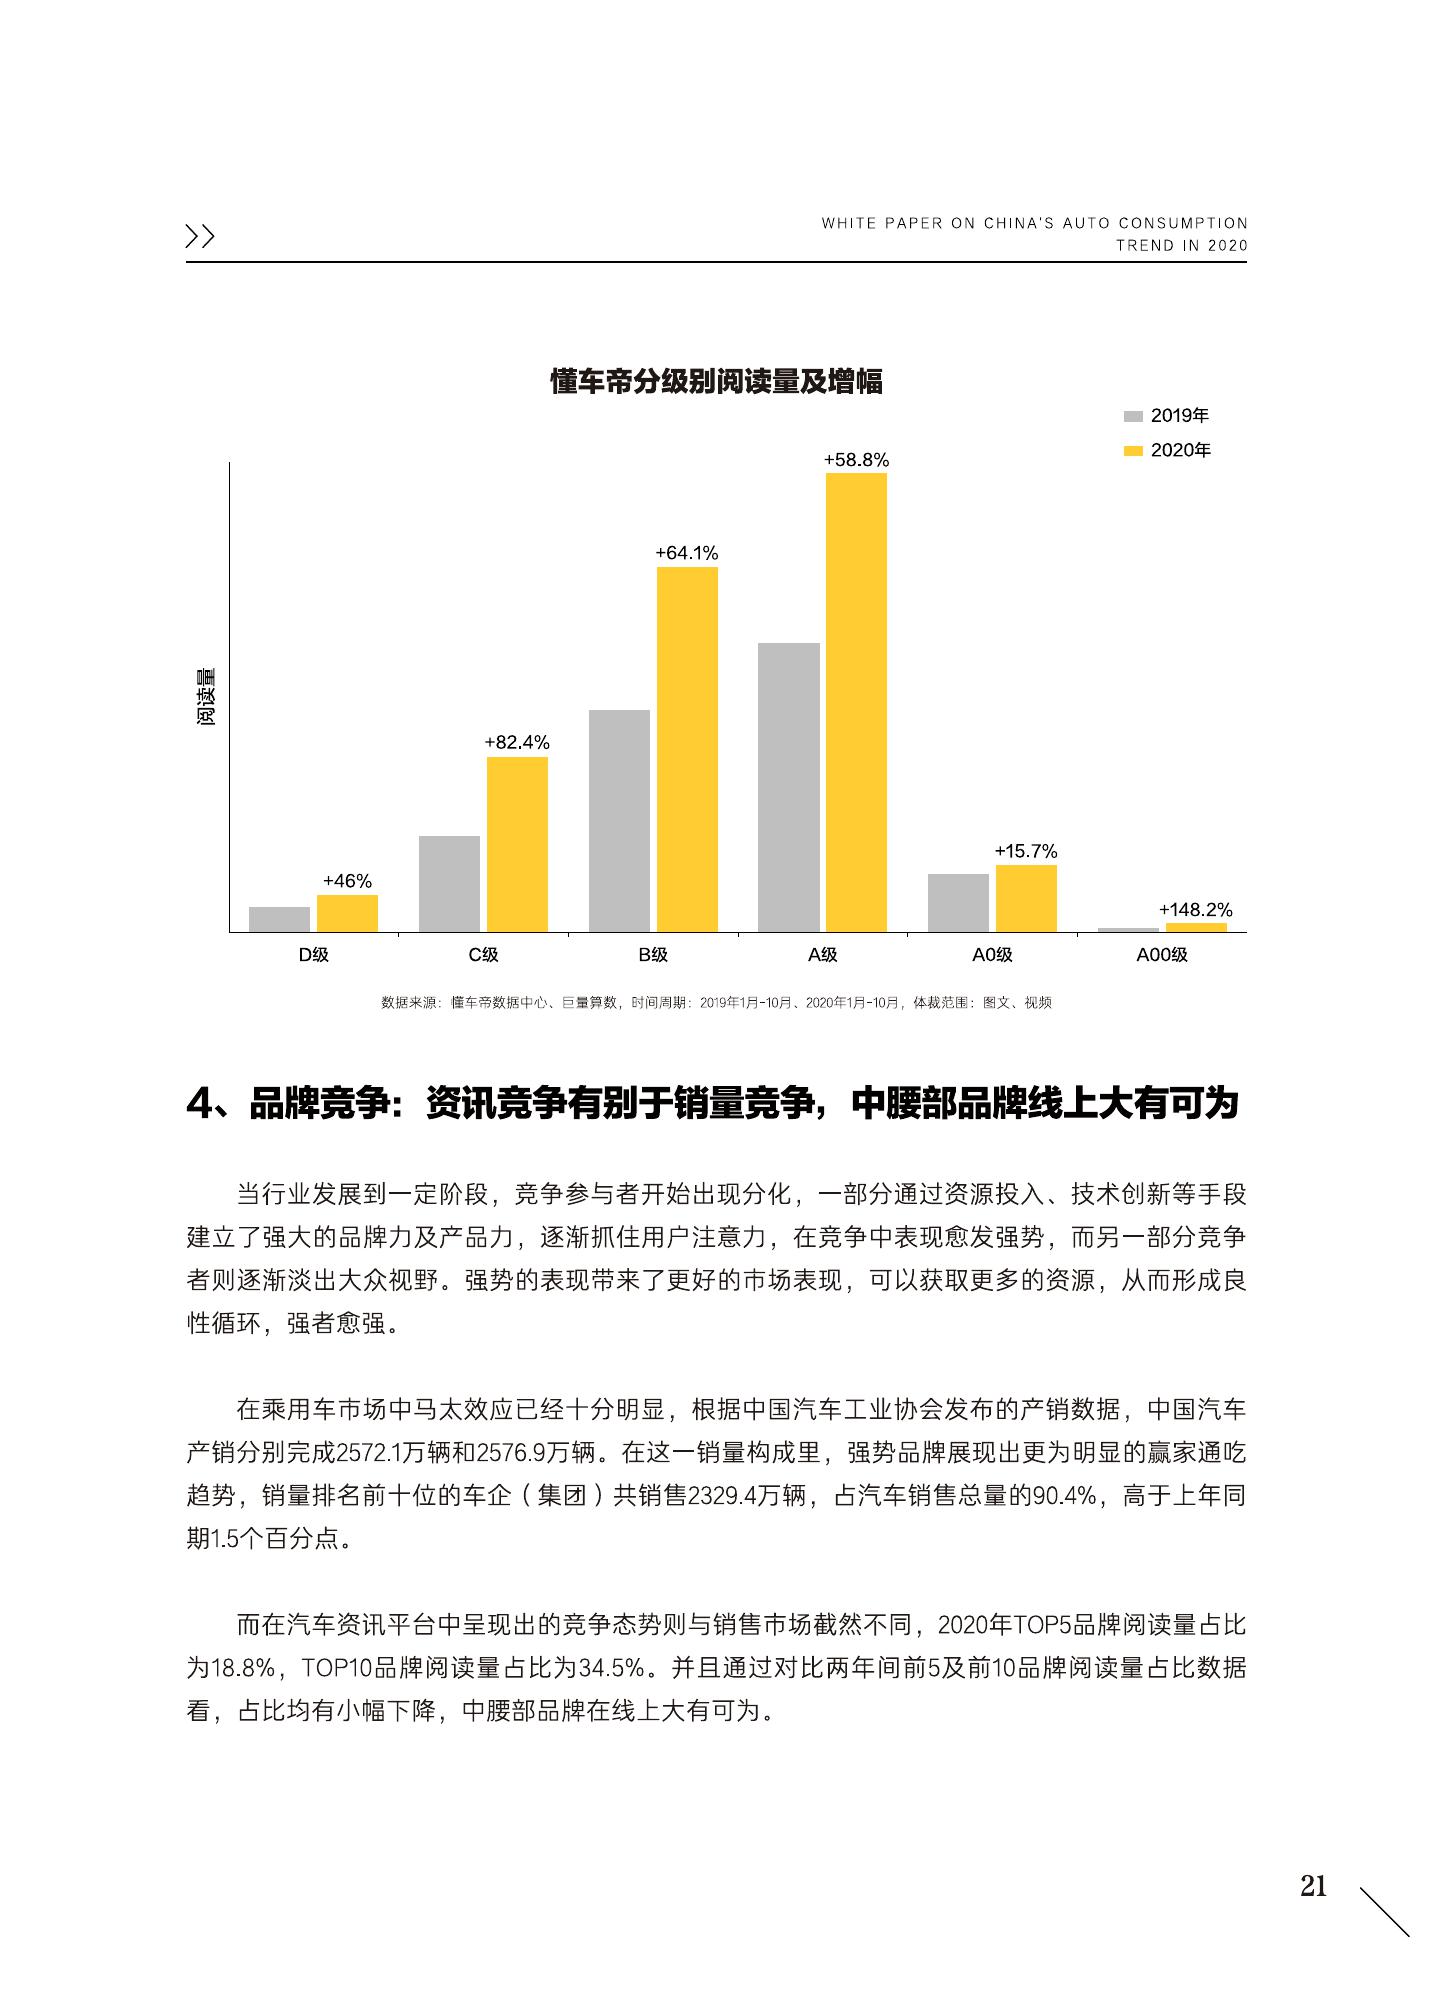 WHITE PAPER ON CHINA'S AUTO CONSUMPTION
TREND IN 2020
懂车帝分级别阅读量及增幅
2019年
2020年
阅读量
+46%
+82.4%
+64.1%
+58.8%
+15.7%
+148.2%
D级
C级
B级
A级
A0级
A00级
数据来源：懂车帝数据中心、巨量算数，时间周期：2019年1月-10月、2020年1月-10月，体裁范围：图文、视频
4、品牌竞争：资讯竞争有别于销量竞争，中腰部品牌线上大有可为
当行业发展到一定阶段，竞争参与者开始出现分化，一部分通过资源投入、技术创新等手段
建立了强大的品牌力及产品力，逐渐抓住用户注意力，在竞争中表现愈发强势，而另一部分竞争
者则逐渐淡出大众视野。强势的表现带来了更好的市场表现，可以获取更多的资源，从而形成良
性循环，强者愈强。
在乘用车市场中马太效应已经十分明显，根据中国汽车工业协会发布的产销数据，中国汽车
产销分别完成2572.1万辆和2576.9万辆。在这一销量构成里，强势品牌展现出更为明显的赢家通吃
趋势，销量排名前十位的车企（集团）共销售2329.4万辆，占汽车销售总量的90.4%，高于上年同
期1.5个百分点。
而在汽车资讯平台中呈现出的竞争态势则与销售市场截然不同，2020年TOP5品牌阅读量占比
为18.8%，TOP10品牌阅读量占比为34.5%。并且通过对比两年间前5及前10品牌阅读量占比数据
看，占比均有小幅下降，中腰部品牌在线上大有可为。
21